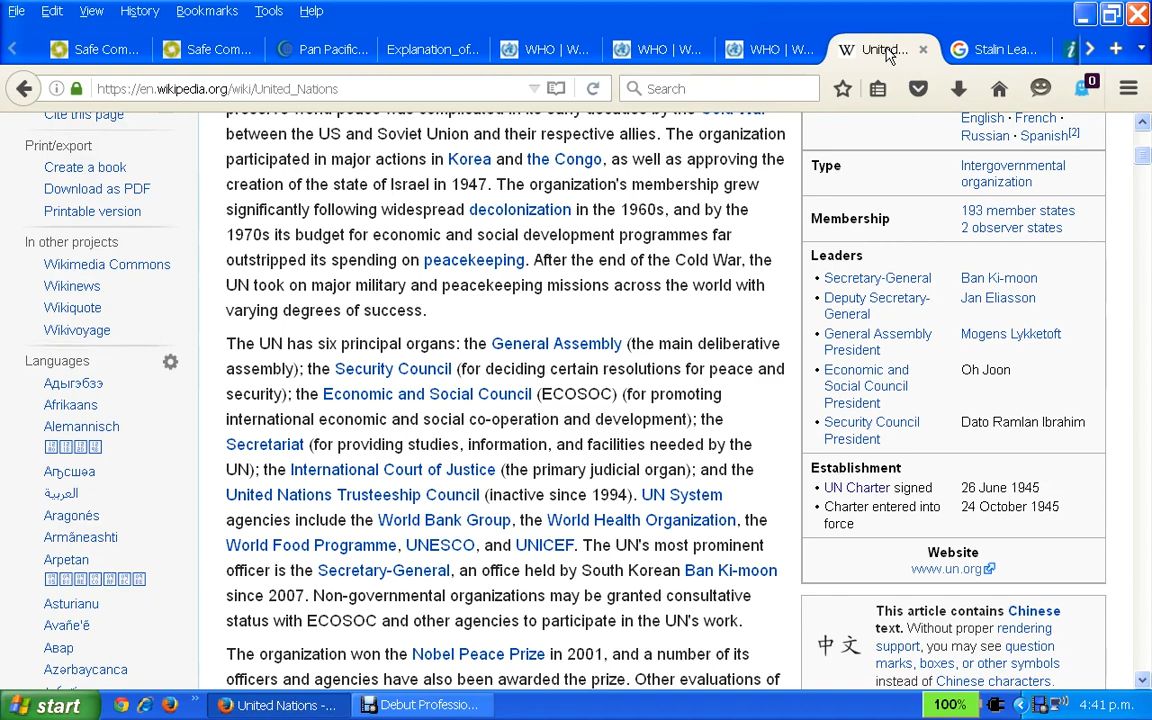 File Edit View History Bookmarks Tools Help
Safe Com... Safe Com... Pan Pacific... Explanation_of... WHO | W... WHO | W... WHO | W... United... Stalin Lea...
https://en.wikipedia.org/wiki/United_Nations Search 0
Cite this page
Print/export
Create a book
Download as PDF
Printable version
In other projects
Wikimedia Commons
Wikinews
Wikiquote
Wikivoyage
Languages
Адыгэбзэ
Afrikaans
Alemannisch
Аҧсшәа
العربية
Aragonés
Armãneashti
Arpetan
Asturianu
Avañe'ẽ
Авар
Azərbaycanca
between the US and Soviet Union and their respective allies. The organization
participated in major actions in Korea and the Congo, as well as approving the
creation of the state of Israel in 1947. The organization's membership grew
significantly following widespread decolonization in the 1960s, and by the
1970s its budget for economic and social development programmes far
outstripped its spending on peacekeeping. After the end of the Cold War, the
UN took on major military and peacekeeping missions across the world with
varying degrees of success.
The UN has six principal organs: the General Assembly (the main deliberative
assembly); the Security Council (for deciding certain resolutions for peace and
security); the Economic and Social Council (ECOSOC) (for promoting
international economic and social co-operation and development); the
Secretariat (for providing studies, information, and facilities needed by the
UN); the International Court of Justice (the primary judicial organ); and the
United Nations Trusteeship Council (inactive since 1994). UN System
agencies include the World Bank Group, the World Health Organization, the
World Food Programme, UNESCO, and UNICEF. The UN's most prominent
officer is the Secretary-General, an office held by South Korean Ban Ki-moon
since 2007. Non-governmental organizations may be granted consultative
status with ECOSOC and other agencies to participate in the UN's work.
The organization won the Nobel Peace Prize in 2001, and a number of its
officers and agencies have also been awarded the prize. Other evaluations of
English · French ·
Russian · Spanish[2]
Type Intergovernmental
organization
Membership 193 member states
2 observer states
Leaders
• Secretary-General Ban Ki-moon
• Deputy Secretary- Jan Eliasson
General
• General Assembly Mogens Lykketoft
President
• Economic and Oh Joon
Social Council
President
• Security Council Dato Ramlan Ibrahim
President
Establishment
• UN Charter signed 26 June 1945
• Charter entered into 24 October 1945
force
Website
www.un.org
This article contains Chinese
text. Without proper rendering
support, you may see question
marks, boxes, or other symbols
instead of Chinese characters.
中文
start United Nations -... Debut Professio... 100% 4:41 p.m.